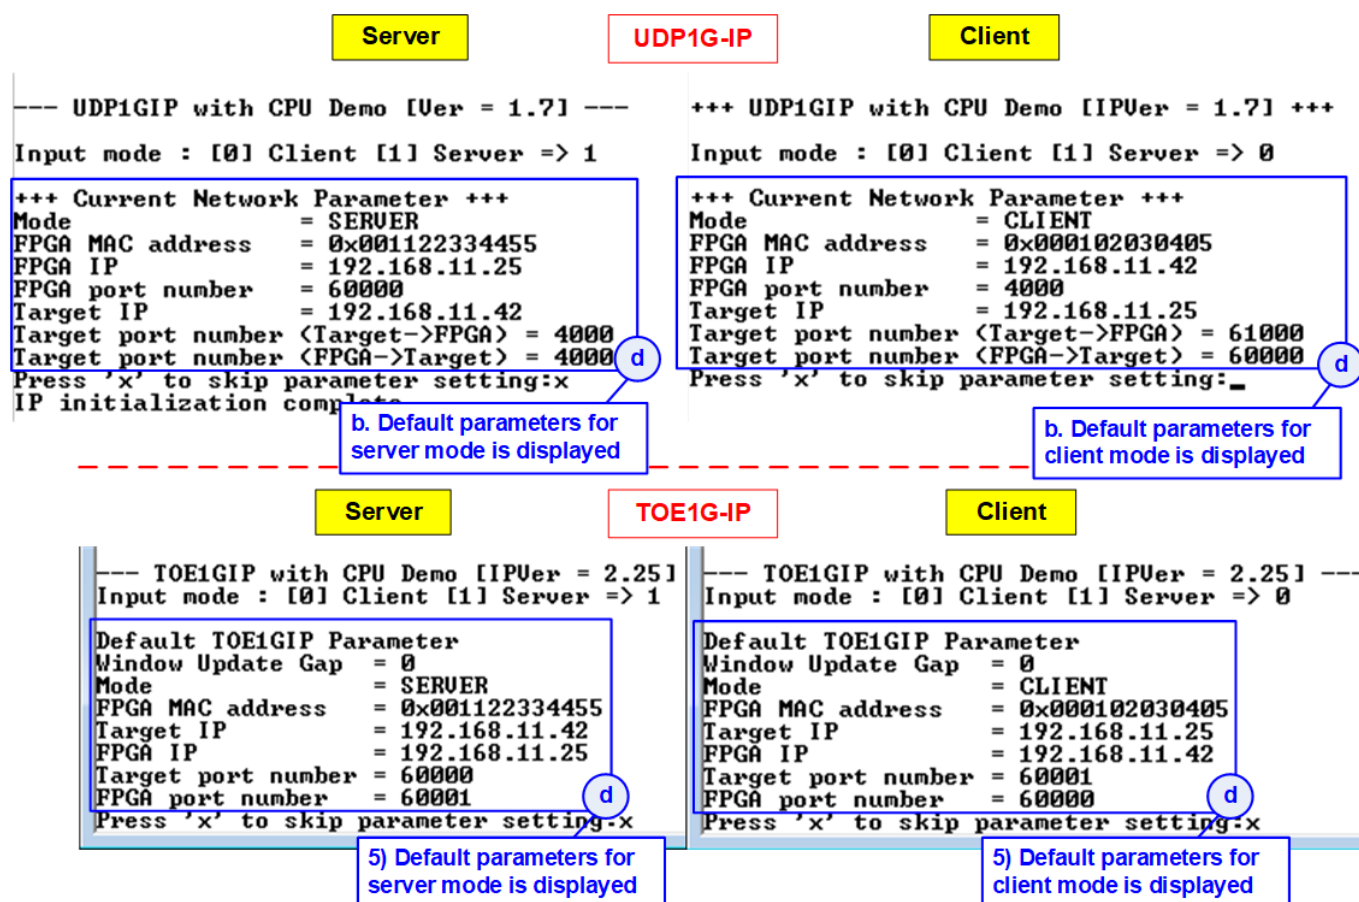 Server
UDP1G-IP
Client
--- UDP1GIP with CPU Demo [Ver = 1.7] ---
Input mode : [0] Client [1] Server => 1
+++ Current Network Parameter +++
Mode = SERVER
FPGA MAC address = 0x001122334455
FPGA IP = 192.168.11.25
FPGA port number = 60000
Target IP = 192.168.11.42
Target port number (Target->FPGA) = 4000
Target port number (FPGA->Target) = 4000
d
Press 'x' to skip parameter setting:x
IP initialization complete
b. Default parameters for
server mode is displayed
+++ UDP1GIP with CPU Demo [IPVer = 1.7] +++
Input mode : [0] Client [1] Server => 0
+++ Current Network Parameter +++
Mode = CLIENT
FPGA MAC address = 0x000102030405
FPGA IP = 192.168.11.42
FPGA port number = 4000
Target IP = 192.168.11.25
Target port number (Target->FPGA) = 61000
Target port number (FPGA->Target) = 60000
d
Press 'x' to skip parameter setting:_
b. Default parameters for
client mode is displayed
Server
TOE1G-IP
Client
--- TOE1GIP with CPU Demo [IPVer = 2.25]
Input mode : [0] Client [1] Server => 1
Default TOE1GIP Parameter
Window Update Gap = 0
Mode = SERVER
FPGA MAC address = 0x001122334455
Target IP = 192.168.11.42
FPGA IP = 192.168.11.25
Target port number = 60000
FPGA port number = 60001
d
Press 'x' to skip parameter setting:x
5) Default parameters for
server mode is displayed
--- TOE1GIP with CPU Demo [IPVer = 2.25] ---
Input mode : [0] Client [1] Server => 0
Default TOE1GIP Parameter
Window Update Gap = 0
Mode = CLIENT
FPGA MAC address = 0x000102030405
Target IP = 192.168.11.25
FPGA IP = 192.168.11.42
Target port number = 60001
FPGA port number = 60000
d
Press 'x' to skip parameter setting:x
5) Default parameters for
client mode is displayed